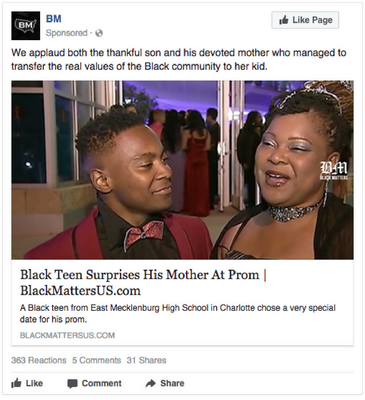 BM
BM
Sponsored ·
Like Page
We applaud both the thankful son and his devoted mother who managed to
transfer the real values of the Black community to her kid.
BM
BLACK MATTERS
Black Teen Surprises His Mother At Prom |
BlackMattersUS.com
A Black teen from East Mecklenburg High School in Charlotte chose a very special
date for his prom.
BLACKMATTERSUS.COM
363 Reactions 5 Comments 31 Shares
Like Comment Share